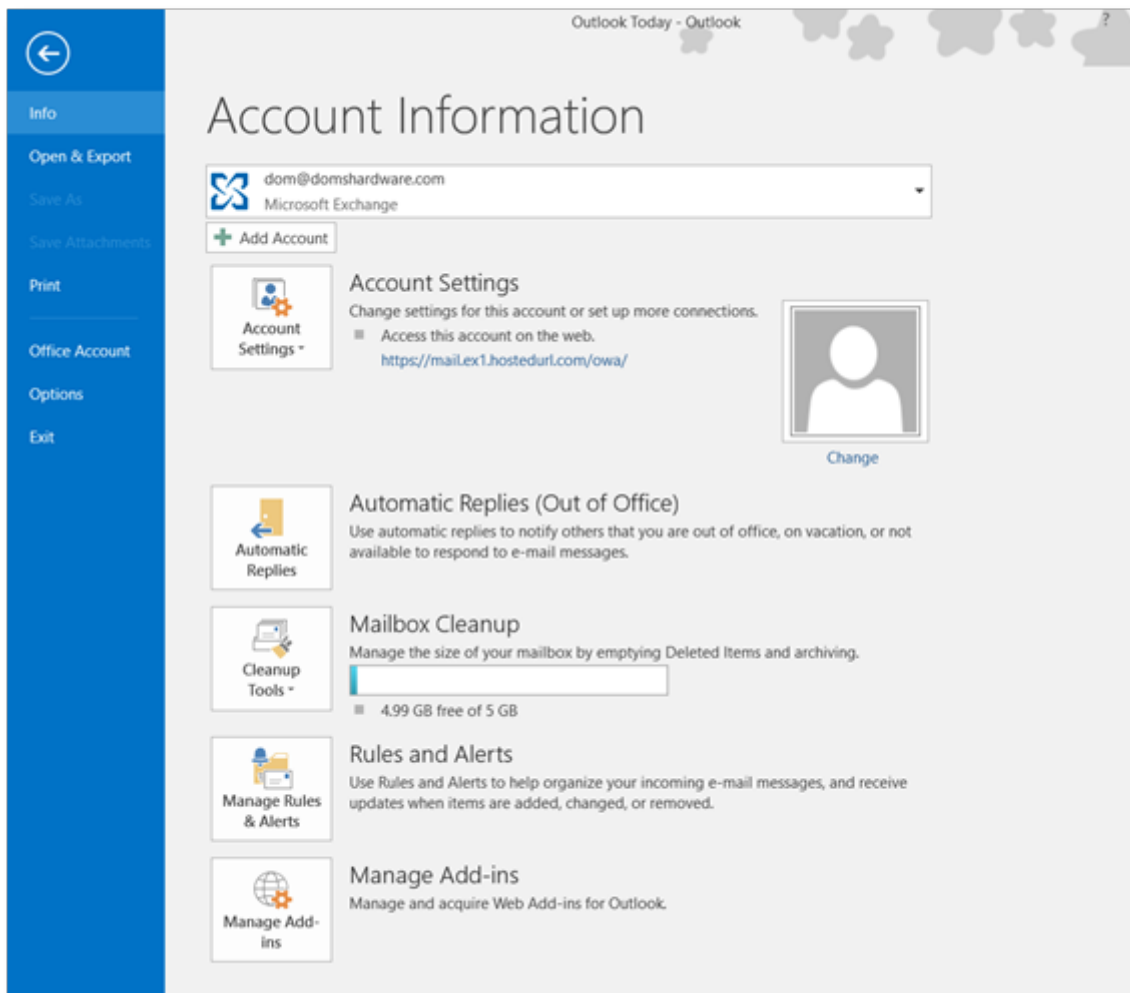 Outlook Today - Outlook
?
Info
Open & Export
Save As
Save Attachments
Print
Office Account
Options
Exit
Account Information
dom@domshardware.com
Microsoft Exchange
Add Account
Account
Settings
Account Settings
Change settings for this account or set up more connections.
Access this account on the web.
https://mail.ex1.hostedurl.com/owa/
Change
Automatic
Replies
Automatic Replies (Out of Office)
Use automatic replies to notify others that you are out of office, on vacation, or not
available to respond to e-mail messages.
Cleanup
Tools
Mailbox Cleanup
Manage the size of your mailbox by emptying Deleted Items and archiving.
4.99 GB free of 5 GB
Manage Rules
& Alerts
Rules and Alerts
Use Rules and Alerts to help organize your incoming e-mail messages, and receive
updates when items are added, changed, or removed.
Manage Add-
ins
Manage Add-ins
Manage and acquire Web Add-ins for Outlook.